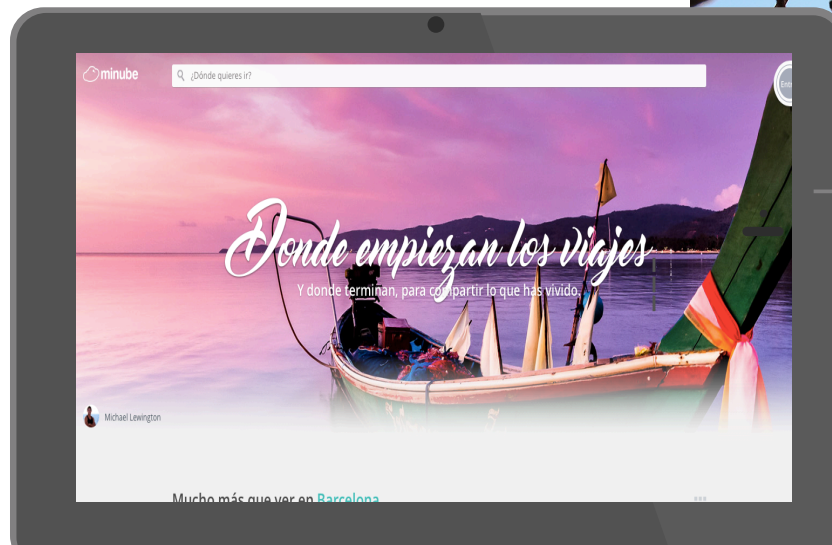 minube
¿Dónde quieres ir?
Donde empiezan los viajes
Y donde terminan, para compartir lo que has vivido.
Michael Lewington
Mucho más que ver en Barcelona